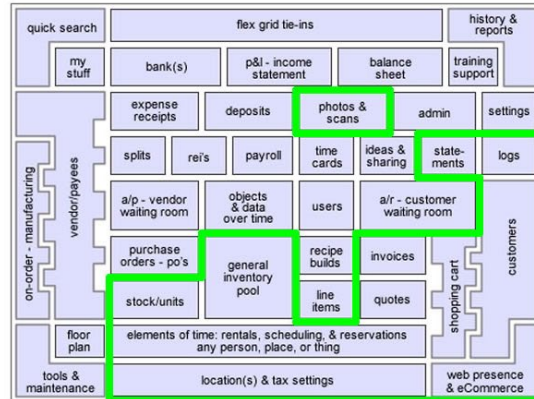 quick search
flex grid tie-ins
history &
reports
my
stuff
bank(s)
p&l - income
statement
balance
sheet
training
support
expense
receipts
deposits
photos &
scans
admin
settings
splits
rei's
payroll
time
cards
ideas &
sharing
state-
ments
logs
on-order - manufacturing
vendor/payees
a/p - vendor
waiting room
objects
& data
over time
users
a/r - customer
waiting room
purchase
orders - po's
general
inventory
pool
recipe
builds
invoices
shopping cart
customers
stock/units
line
items
quotes
floor
plan
elements of time: rentals, scheduling, & reservations
any person, place, or thing
tools &
maintenance
location(s) & tax settings
web presence
& eCommerce